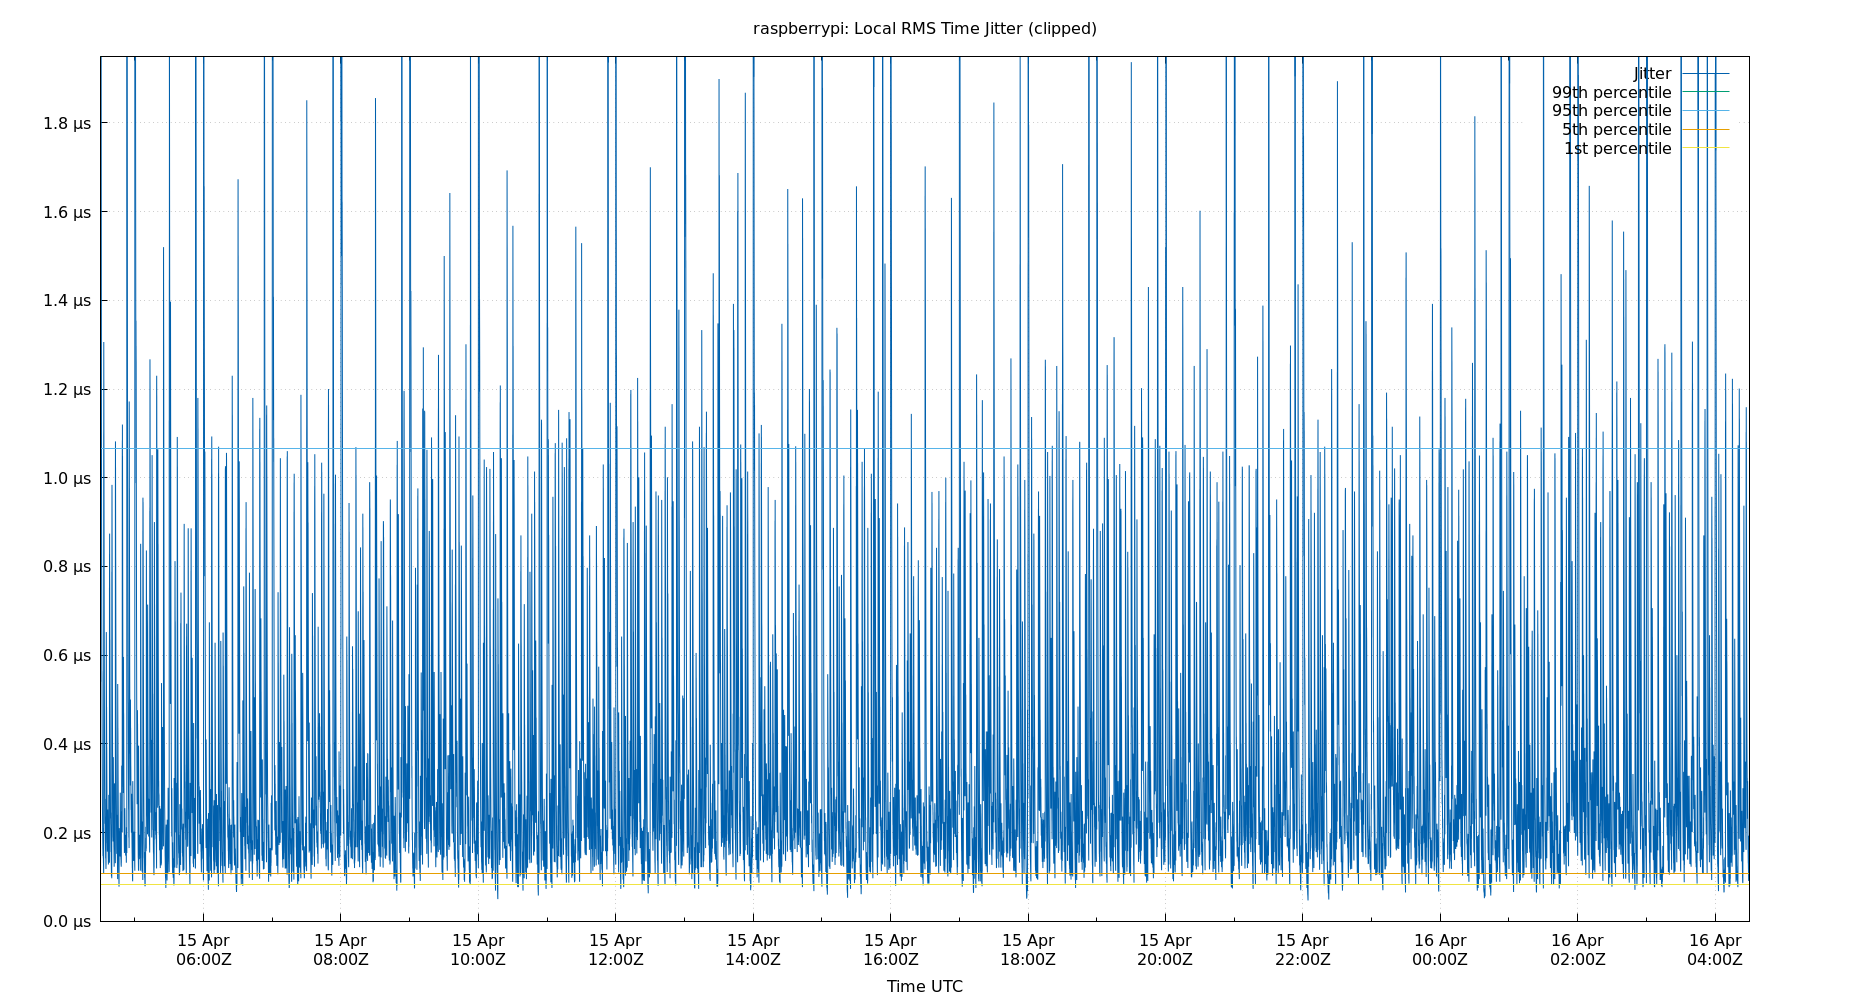 raspberrypi: Local RMS Time Jitter (clipped)
Jitter
99th percentile
95th percentile
5th percentile
1st percentile
1.8 µs
1.6 µs
1.4 µs
1.2 µs
1.0 µs
0.8 µs
0.6 µs
0.4 µs
0.2 µs
0.0 µs
15 Apr 15 Apr 15 Apr 15 Apr 15 Apr 15 Apr 15 Apr 15 Apr 15 Apr 16 Apr 16 Apr 16 Apr
06:00Z 08:00Z 10:00Z 12:00Z 14:00Z 16:00Z 18:00Z 20:00Z 22:00Z 00:00Z 02:00Z 04:00Z
Time UTC